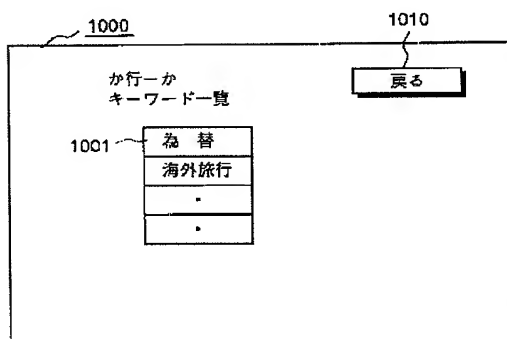 1000
1010
か行ーか
キーワード一覧
戻る
1001
為 替
海外旅行
・
・